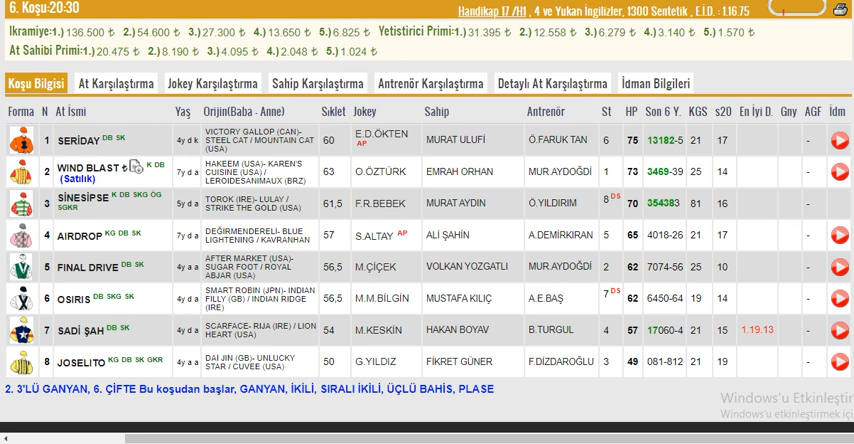 6. Koşu:20:30
Handikap 17 /H1 , 4 ve Yukarı İngilizler, 1300 Sentetik , E.İ.D. : 1.16.75
Ikramiye:1.) 136.500 ₺ 2.) 54.600 ₺ 3.) 27.300 ₺ 4.) 13.650 ₺ 5.) 6.825 ₺ Yetistirici Primi:1.) 31.395 ₺ 2.) 12.558 ₺ 3.) 6.279 ₺ 4.) 3.140 ₺ 5.) 1.570 ₺
At Sahibi Primi:1.) 20.475 ₺ 2.) 8.190 ₺ 3.) 4.095 ₺ 4.) 2.048 ₺ 5.) 1.024 ₺
Koşu Bilgisi At Karşılaştırma Jokey Karşılaştırma Sahip Karşılaştırma Antrenör Karşılaştırma Detaylı At Karşılaştırma İdman Bilgileri
Forma N At İsmi Yaş Orijin(Baba - Anne) Sıklet Jokey Sahip Antrenör St HP Son 6 Y. KGS s20 En İyi D. Gny AGF İdm
1 SERİDAY DB SK 4y d k VICTORY GALLOP (CAN)- STEEL CAT / MOUNTAIN CAT (USA) 60 E.D.ÖKTEN AP MURAT ULUFİ Ö.FARUK TAN 6 75 13182-5 21 17 -
2 WIND BLAST ₺ K DB (Satılık) 7y d a HAKEEM (USA)- KAREN'S CUISINE (USA) / LEROIDESANIMAUX (BRZ) 63 O.ÖZTÜRK EMRAH ORHAN MUR.AYDOĞDİ 1 73 3469-39 25 14 -
3 SİNESİPSE K DB SKG ÖG SGKR 5y d a TOROK (IRE)- LULAY / STRIKE THE GOLD (USA) 61,5 F.R.BEBEK MURAT AYDIN Ö.YILDIRIM 8 DS 70 354383 81 16 -
4 AIRDROP KG DB SK 7y d a DEĞİRMENDERELİ- BLUE LIGHTENING / KAVRANHAN 57 S.ALTAY AP ALİ ŞAHİN A.DEMİRKIRAN 5 65 4018-26 21 17 -
5 FINAL DRIVE DB SK 4y a a AFTER MARKET (USA)- SUGAR FOOT / ROYAL ABJAR (USA) 56,5 M.ÇİÇEK VOLKAN YOZGATLI MUR.AYDOĞDİ 2 62 7074-56 25 10 -
6 OSIRIS DB SKG SK 4y d a SMART ROBIN (JPN)- INDIAN FILLY (GB) / INDIAN RIDGE (IRE) 56,5 M.M.BİLGİN MUSTAFA KILIÇ A.E.BAŞ 7 DS 62 6450-64 19 14 -
7 SADİ ŞAH DB SK 4y d a SCARFACE- RIJA (IRE) / LION HEART (USA) 54 M.KESKİN HAKAN BOYAV B.TURGUL 4 57 17060-4 21 15 1.19.13 -
8 JOSELITO KG DB SK GKR 4y a a DAI JIN (GB)- UNLUCKY STAR / CUVEE (USA) 50 G.YILDIZ FİKRET GÜNER F.DİZDAROĞLU 3 49 081-812 21 19 -
2. 3'LÜ GANYAN, 6. ÇİFTE Bu koşudan başlar, GANYAN, İKİLİ, SIRALI İKİLİ, ÜÇLÜ BAHİS, PLASE
Windows'u Etkinleştir
Windows'u etkinleştirmek iç